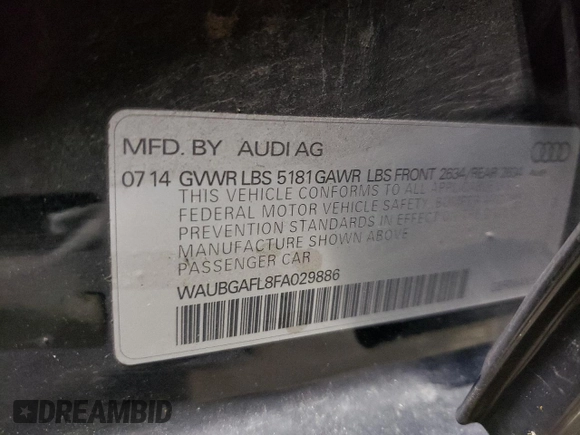 MFD. BY AUDI AG
07 14 GVWR LBS 5181 GAWR LBS FRONT 2634/REAR
THIS VEHICLE CONFORMS TO ALL
FEDERAL MOTOR VEHICLE SAFETY,
PREVENTION STANDARDS IN EFFECT
MANUFACTURE SHOWN ABOVE.
PASSENGER CAR
WAUBGAFL8FA029886
Audi
DREAMBID